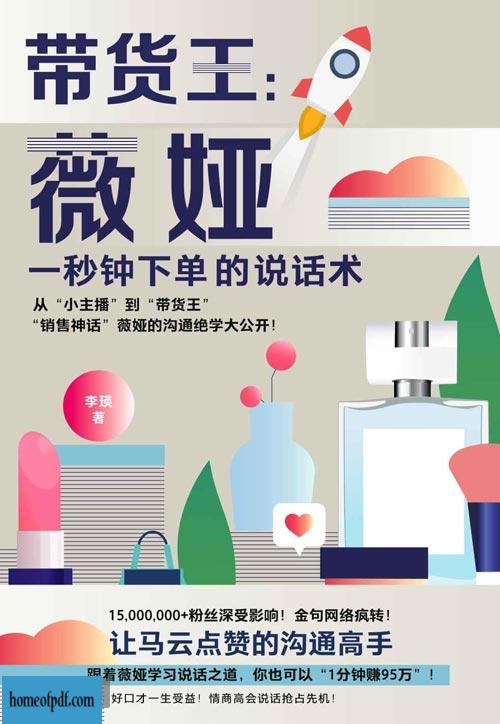 带货王:
薇娅
一秒钟下单的说话术
从“小主播”到“带货王”
“销售神话”薇娅的沟通绝学大公开!
李瑛
著
15,000,000+粉丝深受影响!金句网络疯转!
让马云点赞的沟通高手
跟着薇娅学习说话之道,你也可以“1分钟赚95万”!
好口才一生受益!情商高会说话抢占先机!
homeofpdf.com